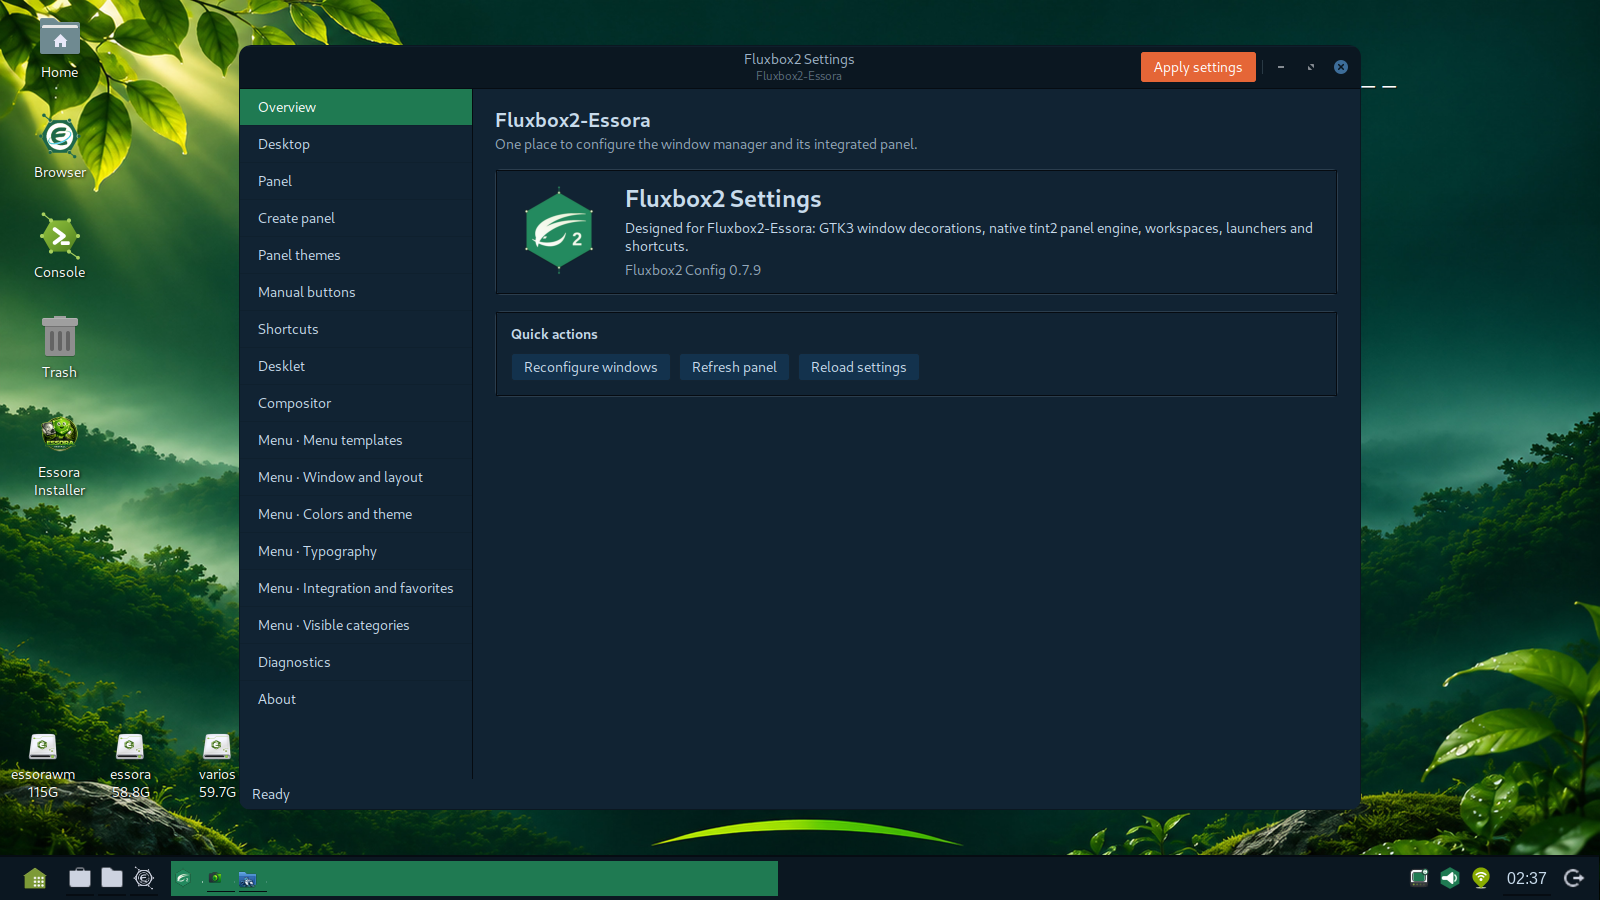 Home
Browser
Console
Trash
ESSORA
Essora
Installer
essorawm
115G
essora
58.8G
varios
59.7G
Fluxbox2 Settings
Fluxbox2-Essora
Apply settings
Overview
Desktop
Panel
Create panel
Panel themes
Manual buttons
Shortcuts
Desklet
Compositor
Menu · Menu templates
Menu · Window and layout
Menu · Colors and theme
Menu · Typography
Menu · Integration and favorites
Menu · Visible categories
Diagnostics
About
Ready
Fluxbox2-Essora
One place to configure the window manager and its integrated panel.
2
Fluxbox2 Settings
Designed for Fluxbox2-Essora: GTK3 window decorations, native tint2 panel engine, workspaces, launchers and
shortcuts.
Fluxbox2 Config 0.7.9
Quick actions
Reconfigure windows
Refresh panel
Reload settings
02:37